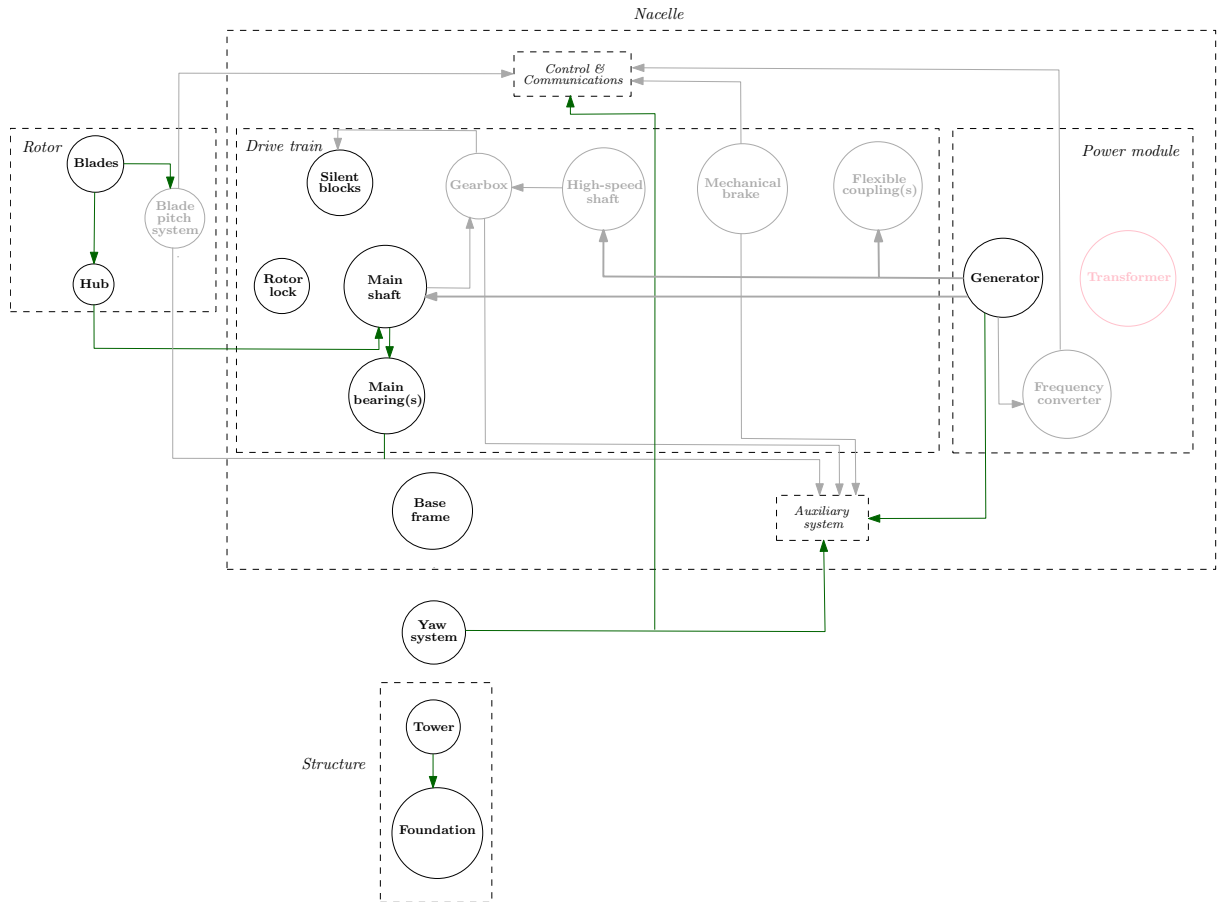 Nacelle
Control &
Communications
Rotor
Blades
Blade
pitch
system
Hub
Drive train
Silent
blocks
Gearbox
High-speed
shaft
Mechanical
brake
Flexible
coupling(s)
Rotor
lock
Main
shaft
Main
bearing(s)
Power module
Generator
Transformer
Frequency
converter
Base
frame
Auxiliary
system
Yaw
system
Structure
Tower
Foundation